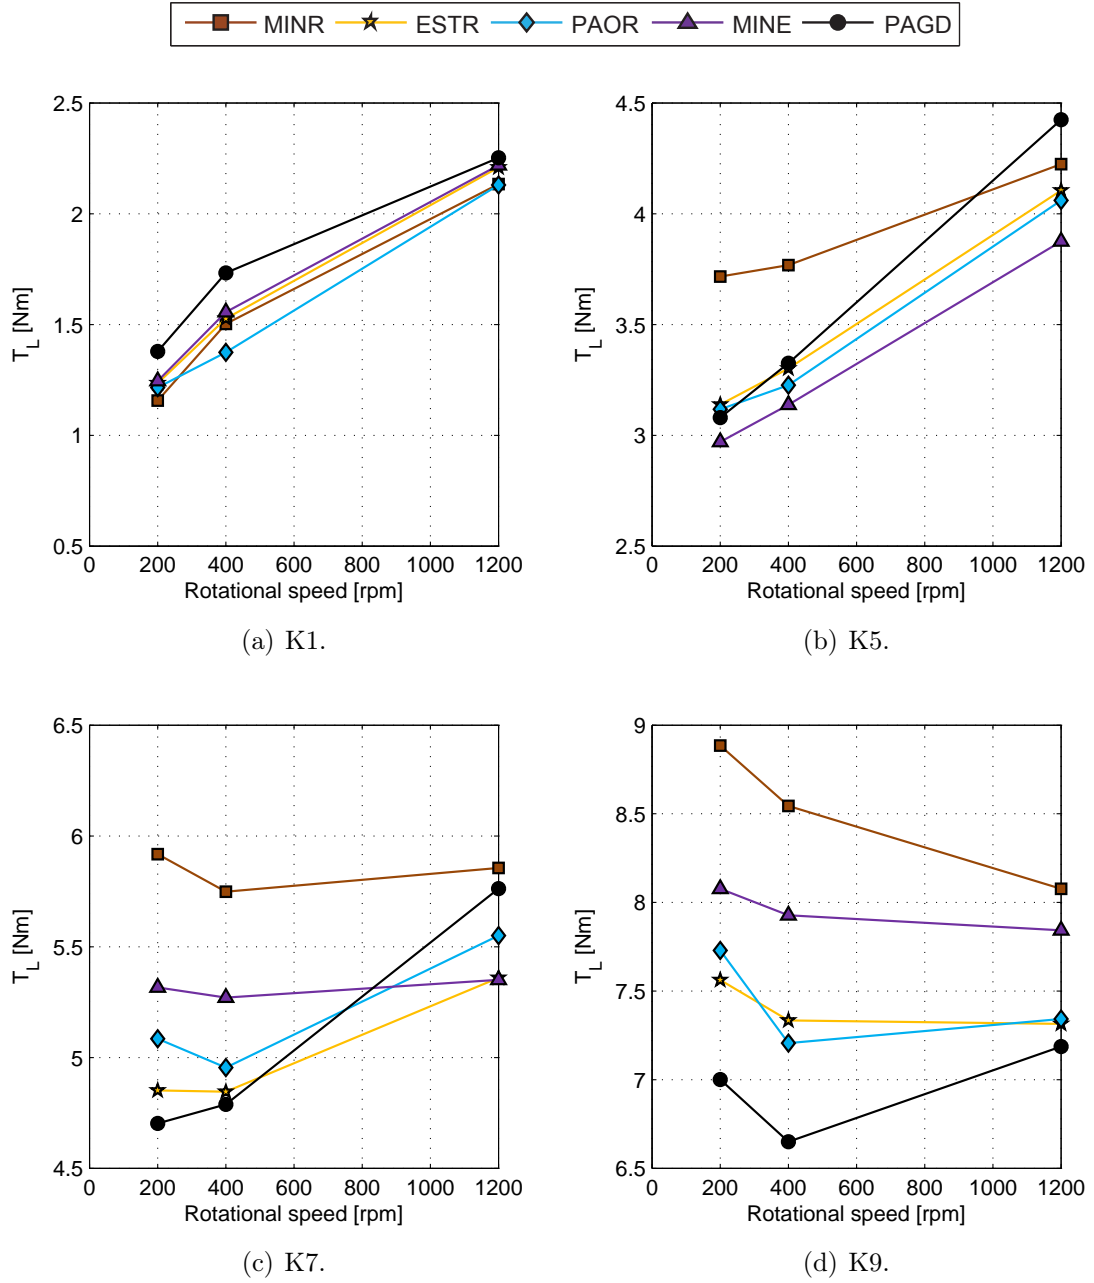 MINR ESTR PAOR MINE PAGD
2.5
2
1.5
1
0.5
T_L [Nm]
0 200 400 600 800 1000 1200
Rotational speed [rpm]
(a) K1.
4.5
4
3.5
3
2.5
T_L [Nm]
0 200 400 600 800 1000 1200
Rotational speed [rpm]
(b) K5.
6.5
6
5.5
5
4.5
T_L [Nm]
0 200 400 600 800 1000 1200
Rotational speed [rpm]
(c) K7.
9
8.5
8
7.5
7
6.5
T_L [Nm]
0 200 400 600 800 1000 1200
Rotational speed [rpm]
(d) K9.